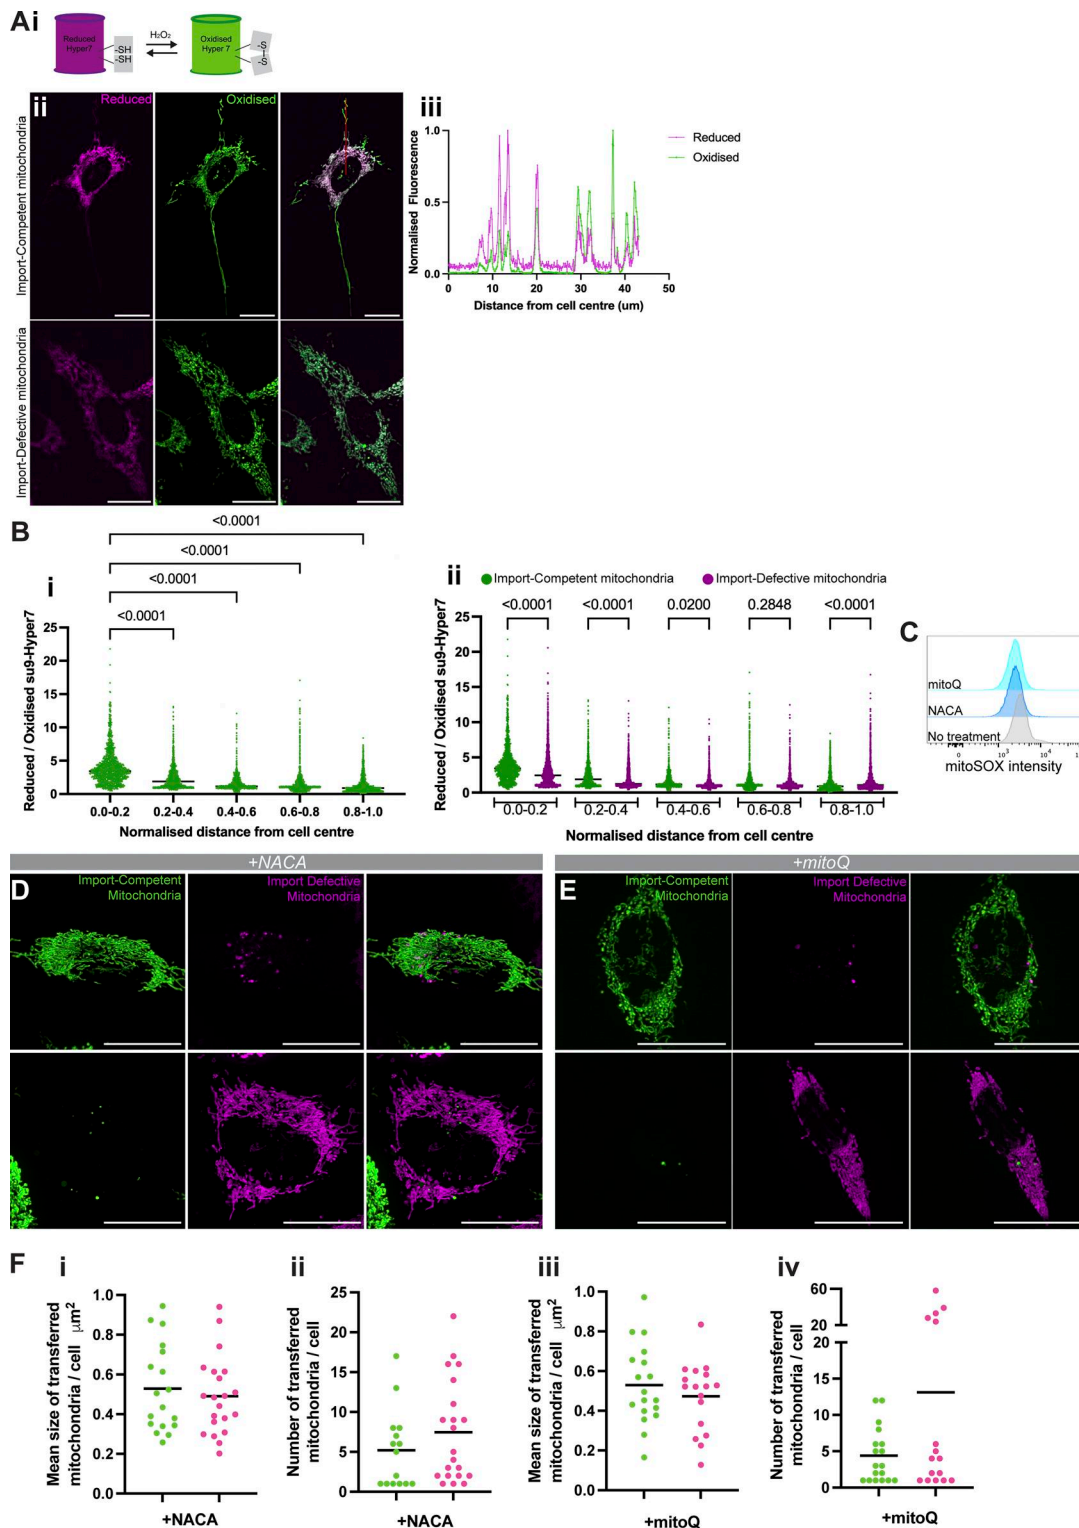 Ai
Reduced
Hyper7
-SH
-SH
H₂O₂
Oxidised
Hyper 7
-S
-S
ii
Reduced
Oxidised
Import-Competent mitochondria
Import-Defective mitochondria
iii
Normalised Fluorescence
1.0
0.5
0.0
0
10
20
30
40
50
Distance from cell centre (um)
Reduced
Oxidised
B
i
<0.0001
<0.0001
<0.0001
<0.0001
Reduced / Oxidised su9-Hyper7
25
20
15
10
5
0
0.0-0.2
0.2-0.4
0.4-0.6
0.6-0.8
0.8-1.0
Normalised distance from cell centre
ii
Import-Competent mitochondria
Import-Defective mitochondria
<0.0001
<0.0001
0.0200
0.2848
<0.0001
Reduced / Oxidised su9-Hyper7
25
20
15
10
5
0
0.0-0.2
0.2-0.4
0.4-0.6
0.6-0.8
0.8-1.0
Normalised distance from cell centre
C
mitoQ
NACA
No treatment
10³
10⁴
mitoSOX intensity
+NACA
D
Import-Competent
Mitochondria
Import Defective
Mitochondria
+mitoQ
E
Import-Competent
Mitochondria
Import Defective
Mitochondria
F
i
Mean size of transferred
mitochondria / cell μm²
1.0
0.8
0.6
0.4
0.2
0.0
+NACA
ii
Number of transferred
mitochondria / cell
25
20
15
10
5
0
+NACA
iii
Mean size of transferred
mitochondria / cell μm²
1.0
0.8
0.6
0.4
0.2
0.0
+mitoQ
iv
Number of transferred
mitochondria / cell
60
20
20
15
10
5
0
+mitoQ